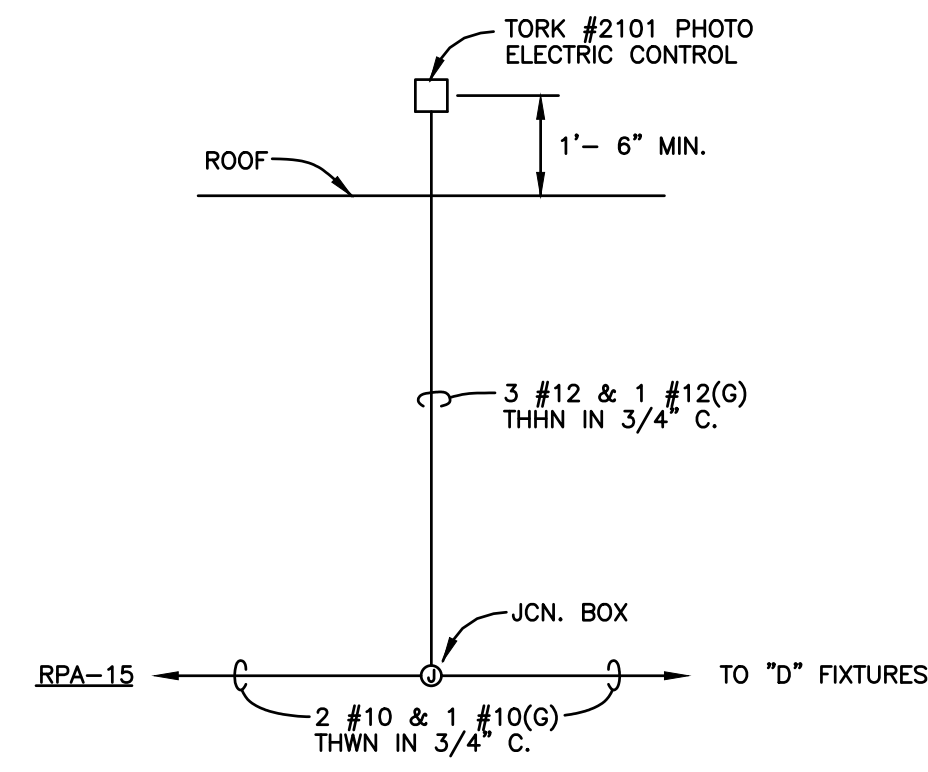 TORK #2101 PHOTO
ELECTRIC CONTROL
1'- 6" MIN.
ROOF
3 #12 & 1 #12(G)
THHN IN 3/4" C.
JCN. BOX
RPA-15
J
TO "D" FIXTURES
2 #10 & 1 #10(G)
THWN IN 3/4" C.